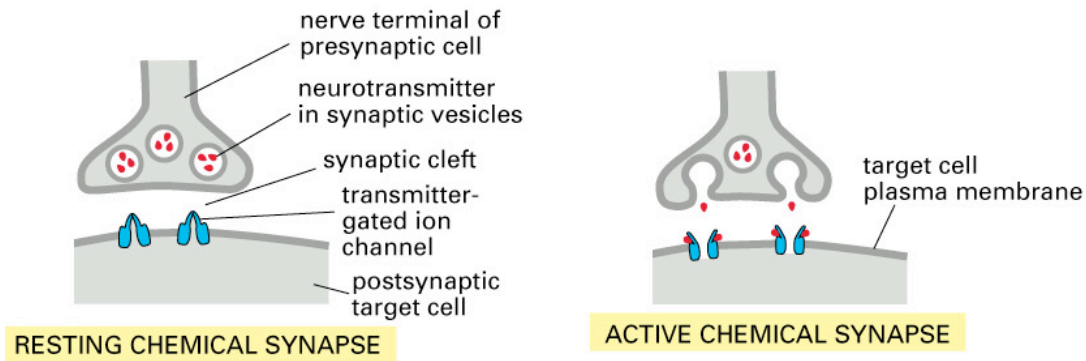 nerve terminal of
presynaptic cell
neurotransmitter
in synaptic vesicles
synaptic cleft
transmitter-
gated ion
channel
postsynaptic
target cell
RESTING CHEMICAL SYNAPSE
target cell
plasma membrane
ACTIVE CHEMICAL SYNAPSE